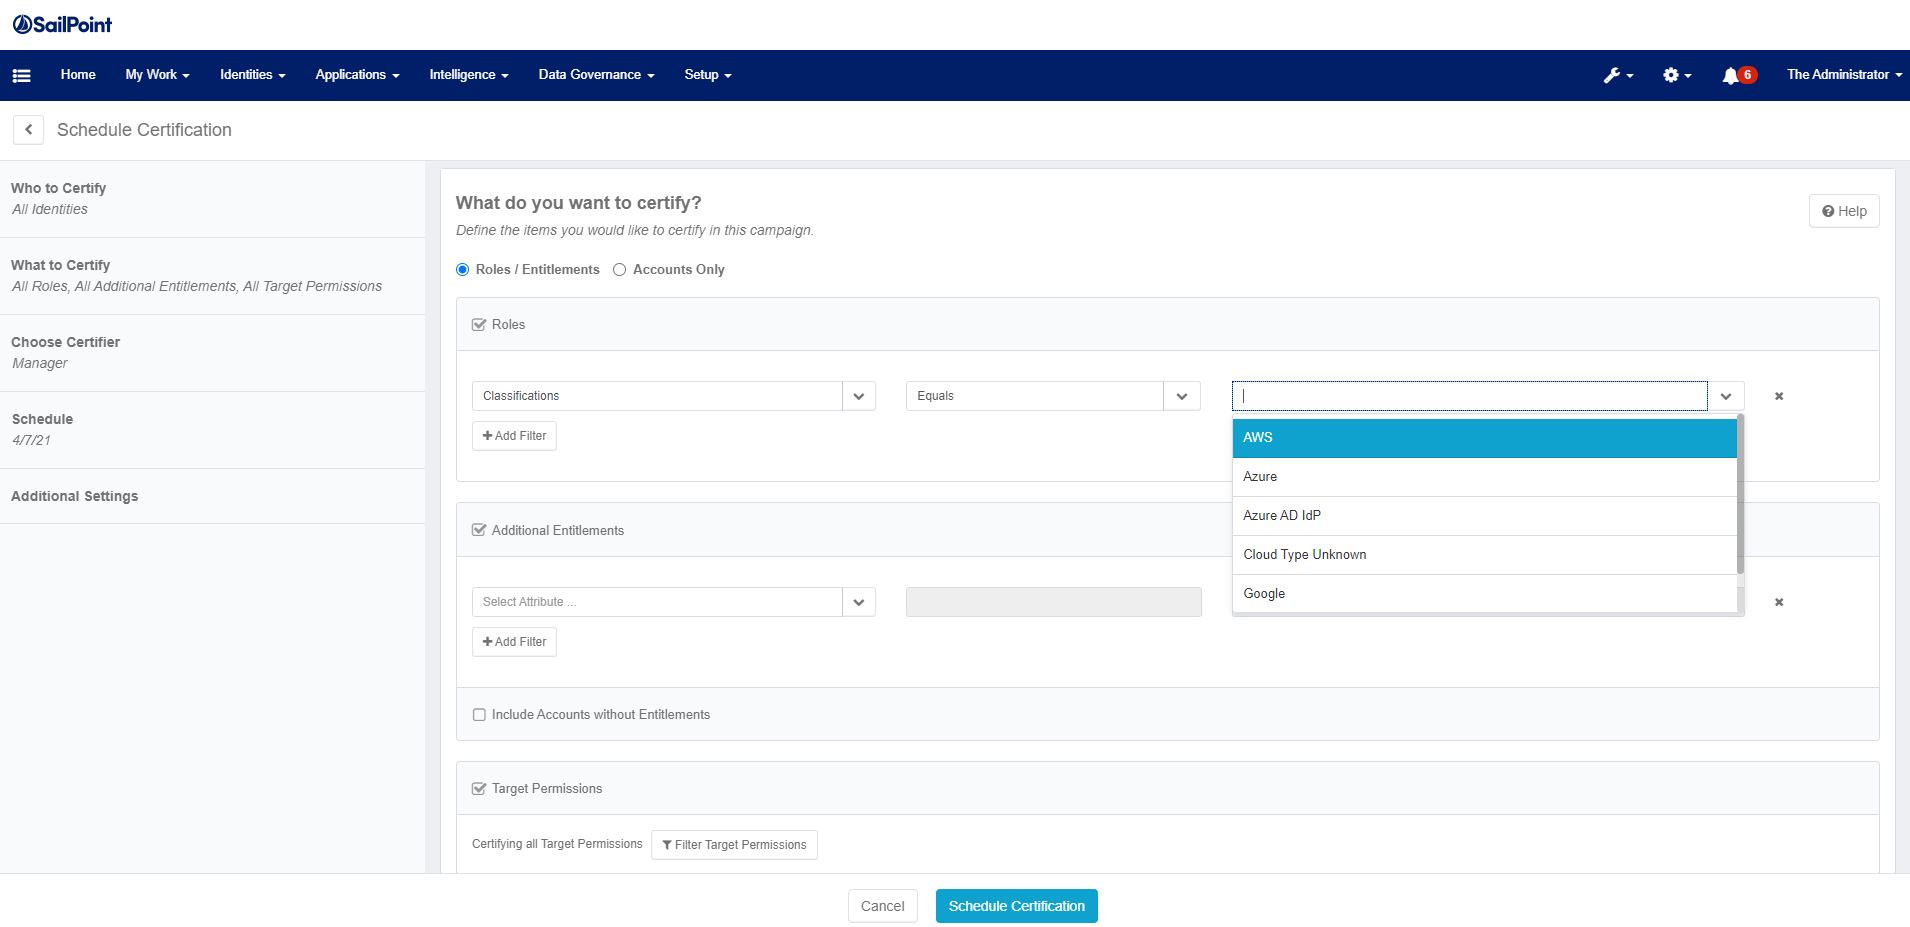 SailPoint
Home My Work Identities Applications Intelligence Data Governance Setup 6 The Administrator
Schedule Certification
Who to Certify
All Identities
What to Certify
All Roles, All Additional Entitlements, All Target Permissions
Choose Certifier
Manager
Schedule
4/7/21
Additional Settings
What do you want to certify?
Help
Define the items you would like to certify in this campaign.
Roles / Entitlements Accounts Only
Roles
Classifications Equals
Add Filter
AWS
Azure
Azure AD IdP
Cloud Type Unknown
Google
Additional Entitlements
Select Attribute ...
Add Filter
Include Accounts without Entitlements
Target Permissions
Certifying all Target Permissions Filter Target Permissions
Cancel Schedule Certification